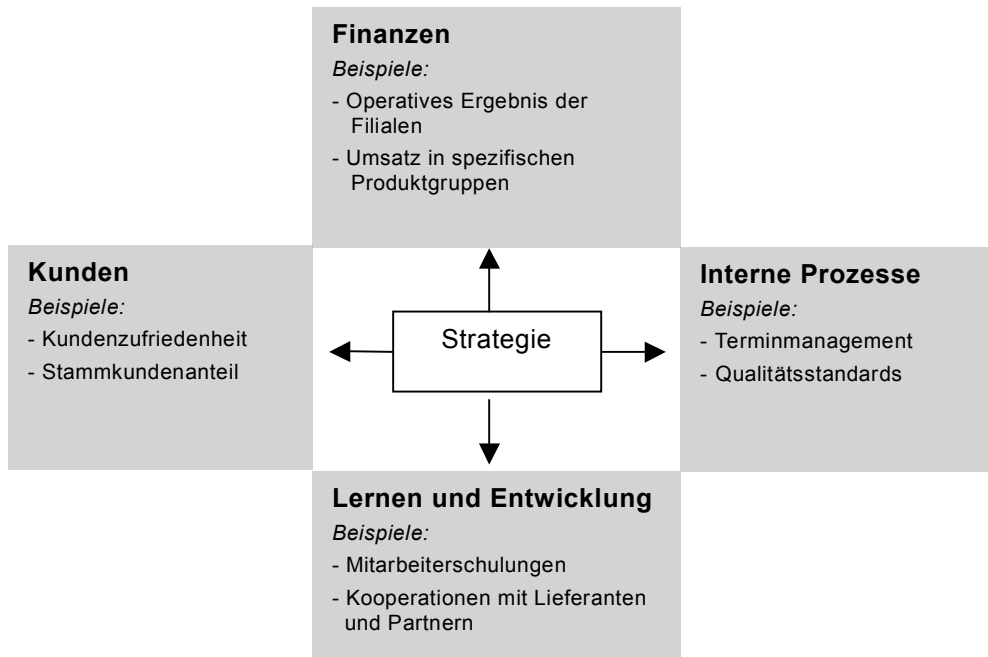 Finanzen
Beispiele:
- Operatives Ergebnis der
Filialen
- Umsatz in spezifischen
Produktgruppen
Kunden
Beispiele:
- Kundenzufriedenheit
- Stammkundenanteil
Strategie
Interne Prozesse
Beispiele:
- Terminmanagement
- Qualitätsstandards
Lernen und Entwicklung
Beispiele:
- Mitarbeiterschulungen
- Kooperationen mit Lieferanten
und Partnern